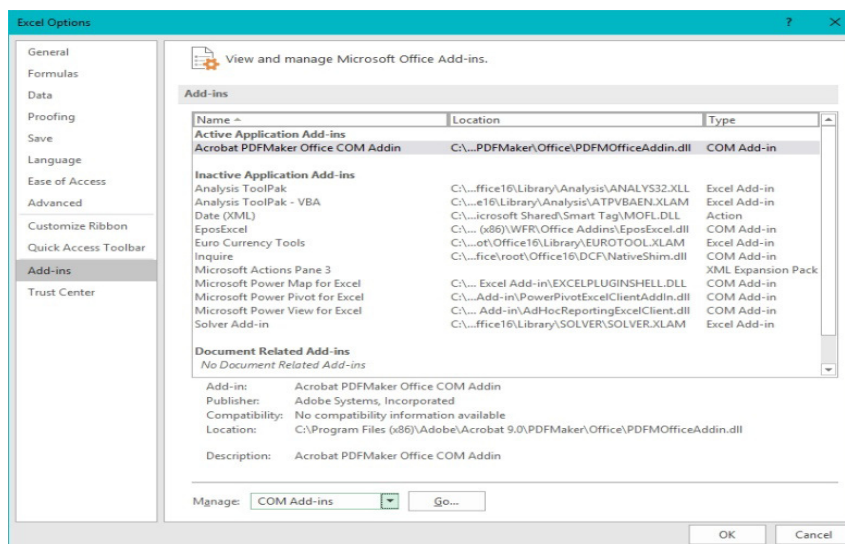 Excel Options ? ×
General
Formulas
Data
Proofing
Save
Language
Ease of Access
Advanced
Customize Ribbon
Quick Access Toolbar
Add-ins
Trust Center
View and manage Microsoft Office Add-ins.
Add-ins
Name Location Type
Active Application Add-ins
Acrobat PDFMaker Office COM Addin C:\...PDFMaker\Office\PDFMOfficeAddin.dll COM Add-in
Inactive Application Add-ins
Analysis ToolPak C:\...ffice16\Library\Analysis\ANALYS32.XLL Excel Add-in
Analysis ToolPak - VBA C:\...e16\Library\Analysis\ATPVBAEN.XLAM Excel Add-in
Date (XML) C:\...icrosoft Shared\Smart Tag\MOFL.DLL Action
EposExcel C:\... (x86)\WFR\Office Addins\EposExcel.dll COM Add-in
Euro Currency Tools C:\...ot\Office16\Library\EUROTOOL.XLAM Excel Add-in
Inquire C:\...fice\root\Office16\DCF\NativeShim.dll COM Add-in
Microsoft Actions Pane 3 XML Expansion Pack
Microsoft Power Map for Excel C:\... Excel Add-in\EXCELPLUGINSHELL.DLL COM Add-in
Microsoft Power Pivot for Excel C:\...Add-in\PowerPivotExcelClientAddIn.dll COM Add-in
Microsoft Power View for Excel C:\... Add-in\AdHocReportingExcelClient.dll COM Add-in
Solver Add-in C:\...ffice16\Library\SOLVER\SOLVER.XLAM Excel Add-in
Document Related Add-ins
No Document Related Add-ins
Add-in: Acrobat PDFMaker Office COM Addin
Publisher: Adobe Systems, Incorporated
Compatibility: No compatibility information available
Location: C:\Program Files (x86)\Adobe\Acrobat 9.0\PDFMaker\Office\PDFMOfficeAddin.dll
Description: Acrobat PDFMaker Office COM Addin
Manage: COM Add-ins Go...
OK Cancel